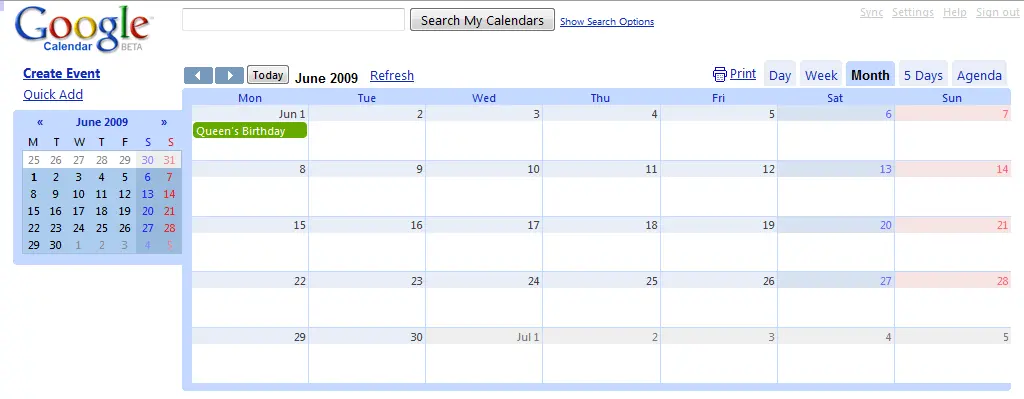 Google
Calendar BETA
Search My Calendars
Show Search Options
Sync Settings Help Sign out
Create Event
Quick Add
Today
June 2009
Refresh
Print
Day Week Month 5 Days Agenda
« June 2009 »
M T W T F S S
25 26 27 28 29 30 31
1 2 3 4 5 6 7
8 9 10 11 12 13 14
15 16 17 18 19 20 21
22 23 24 25 26 27 28
29 30 1 2 3 4 5
Mon Tue Wed Thu Fri Sat Sun
Jun 1 2 3 4 5 6 7
Queen's Birthday
8 9 10 11 12 13 14
15 16 17 18 19 20 21
22 23 24 25 26 27 28
29 30 Jul 1 2 3 4 5